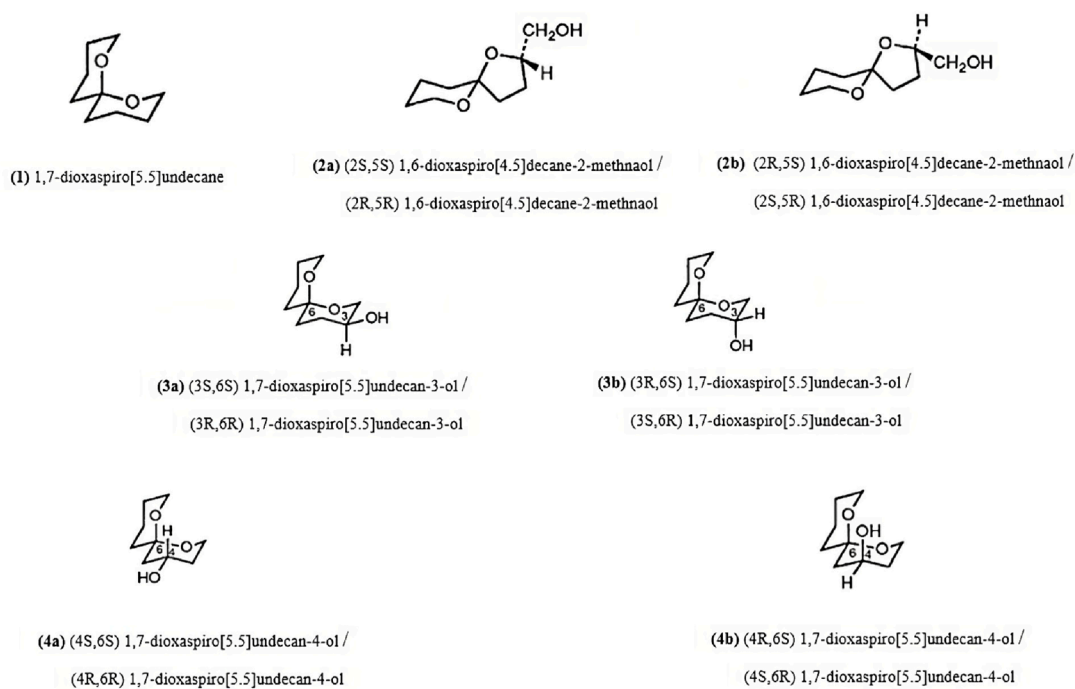 CH2OH
O
H
O
H
O
CH2OH
O
O
O
(1) 1,7-dioxaspiro[5.5]undecane
(2a) (2S,5S) 1,6-dioxaspiro[4.5]decane-2-methnaol /
(2R,5R) 1,6-dioxaspiro[4.5]decane-2-methnaol
(2b) (2R,5S) 1,6-dioxaspiro[4.5]decane-2-methnaol /
(2S,5R) 1,6-dioxaspiro[4.5]decane-2-methnaol
O
6 O 3 OH
H
O
6 O 3 H
OH
(3a) (3S,6S) 1,7-dioxaspiro[5.5]undecan-3-ol /
(3R,6R) 1,7-dioxaspiro[5.5]undecan-3-ol
(3b) (3R,6S) 1,7-dioxaspiro[5.5]undecan-3-ol /
(3S,6R) 1,7-dioxaspiro[5.5]undecan-3-ol
O
H
6 4 O
HO
O
OH
6 4 O
H
(4a) (4S,6S) 1,7-dioxaspiro[5.5]undecan-4-ol /
(4R,6R) 1,7-dioxaspiro[5.5]undecan-4-ol
(4b) (4R,6S) 1,7-dioxaspiro[5.5]undecan-4-ol /
(4S,6R) 1,7-dioxaspiro[5.5]undecan-4-ol